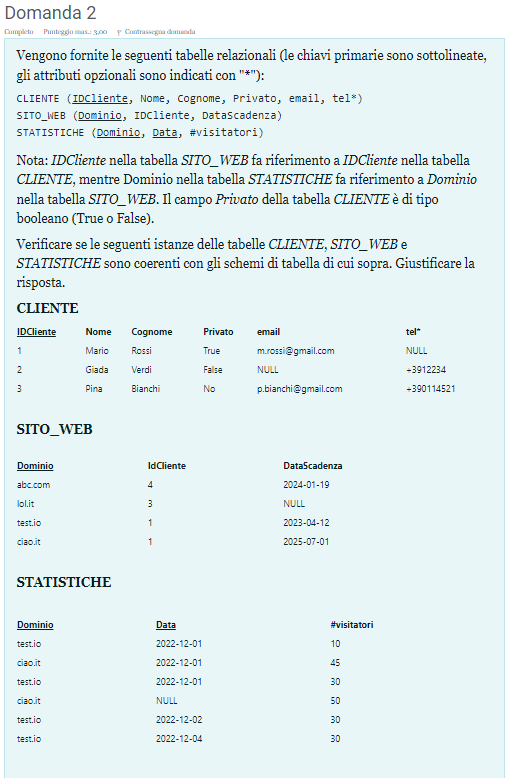 Domanda 2
Completo Punteggio max.: 3,00 Contrassegna domanda
Vengono fornite le seguenti tabelle relazionali (le chiavi primarie sono sottolineate,
gli attributi opzionali sono indicati con "*"):
CLIENTE (IDCliente, Nome, Cognome, Privato, email, tel*)
SITO_WEB (Dominio, IDCliente, DataScadenza)
STATISTICHE (Dominio, Data, #visitatori)
Nota: IDCliente nella tabella SITO_WEB fa riferimento a IDCliente nella tabella
CLIENTE, mentre Dominio nella tabella STATISTICHE fa riferimento a Dominio
nella tabella SITO_WEB. Il campo Privato della tabella CLIENTE è di tipo
booleano (True o False).
Verificare se le seguenti istanze delle tabelle CLIENTE, SITO_WEB e
STATISTICHE sono coerenti con gli schemi di tabella di cui sopra. Giustificare la
risposta.
CLIENTE
IDCliente Nome Cognome Privato email tel*
1 Mario Rossi True m.rossi@gmail.com NULL
2 Giada Verdi False NULL +3912234
3 Pina Bianchi No p.bianchi@gmail.com +390114521
SITO_WEB
Dominio IdCliente DataScadenza
abc.com 4 2024-01-19
lol.it 3 NULL
test.io 1 2023-04-12
ciao.it 1 2025-07-01
STATISTICHE
Dominio Data #visitatori
test.io 2022-12-01 10
ciao.it 2022-12-01 45
test.io 2022-12-01 30
ciao.it NULL 50
test.io 2022-12-02 30
test.io 2022-12-04 30